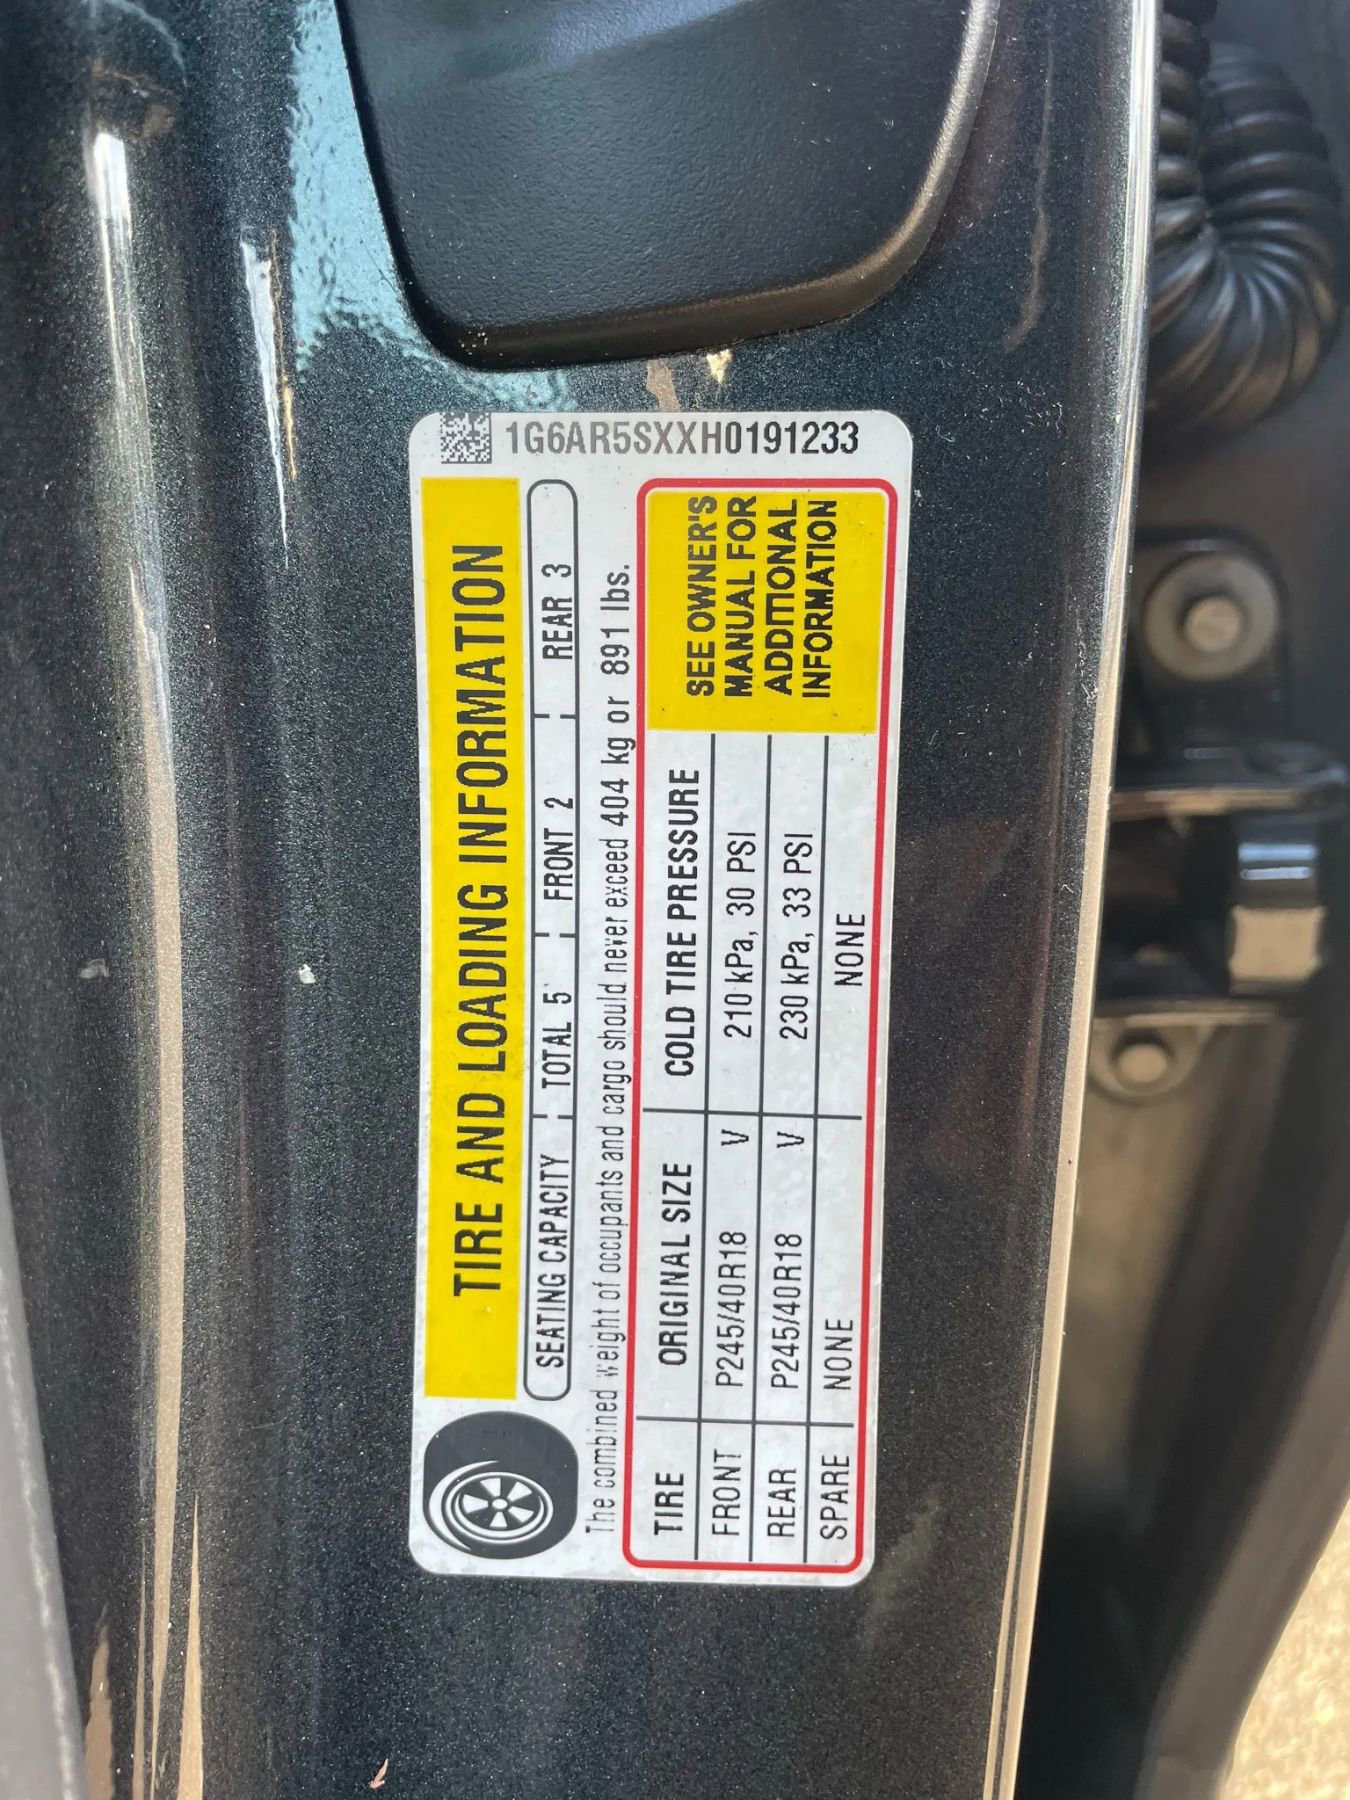 1G6AR5SXXH0191233
TIRE AND LOADING INFORMATION
SEATING CAPACITY TOTAL 5 FRONT 2 REAR 3
The combined weight of occupants and cargo should never exceed 404 kg or 891 lbs.
TIRE ORIGINAL SIZE COLD TIRE PRESSURE
FRONT P245/40R18 V 210 kPa, 30 PSI
REAR P245/40R18 V 230 kPa, 33 PSI
SPARE NONE NONE
SEE OWNER'S
MANUAL FOR
ADDITIONAL
INFORMATION